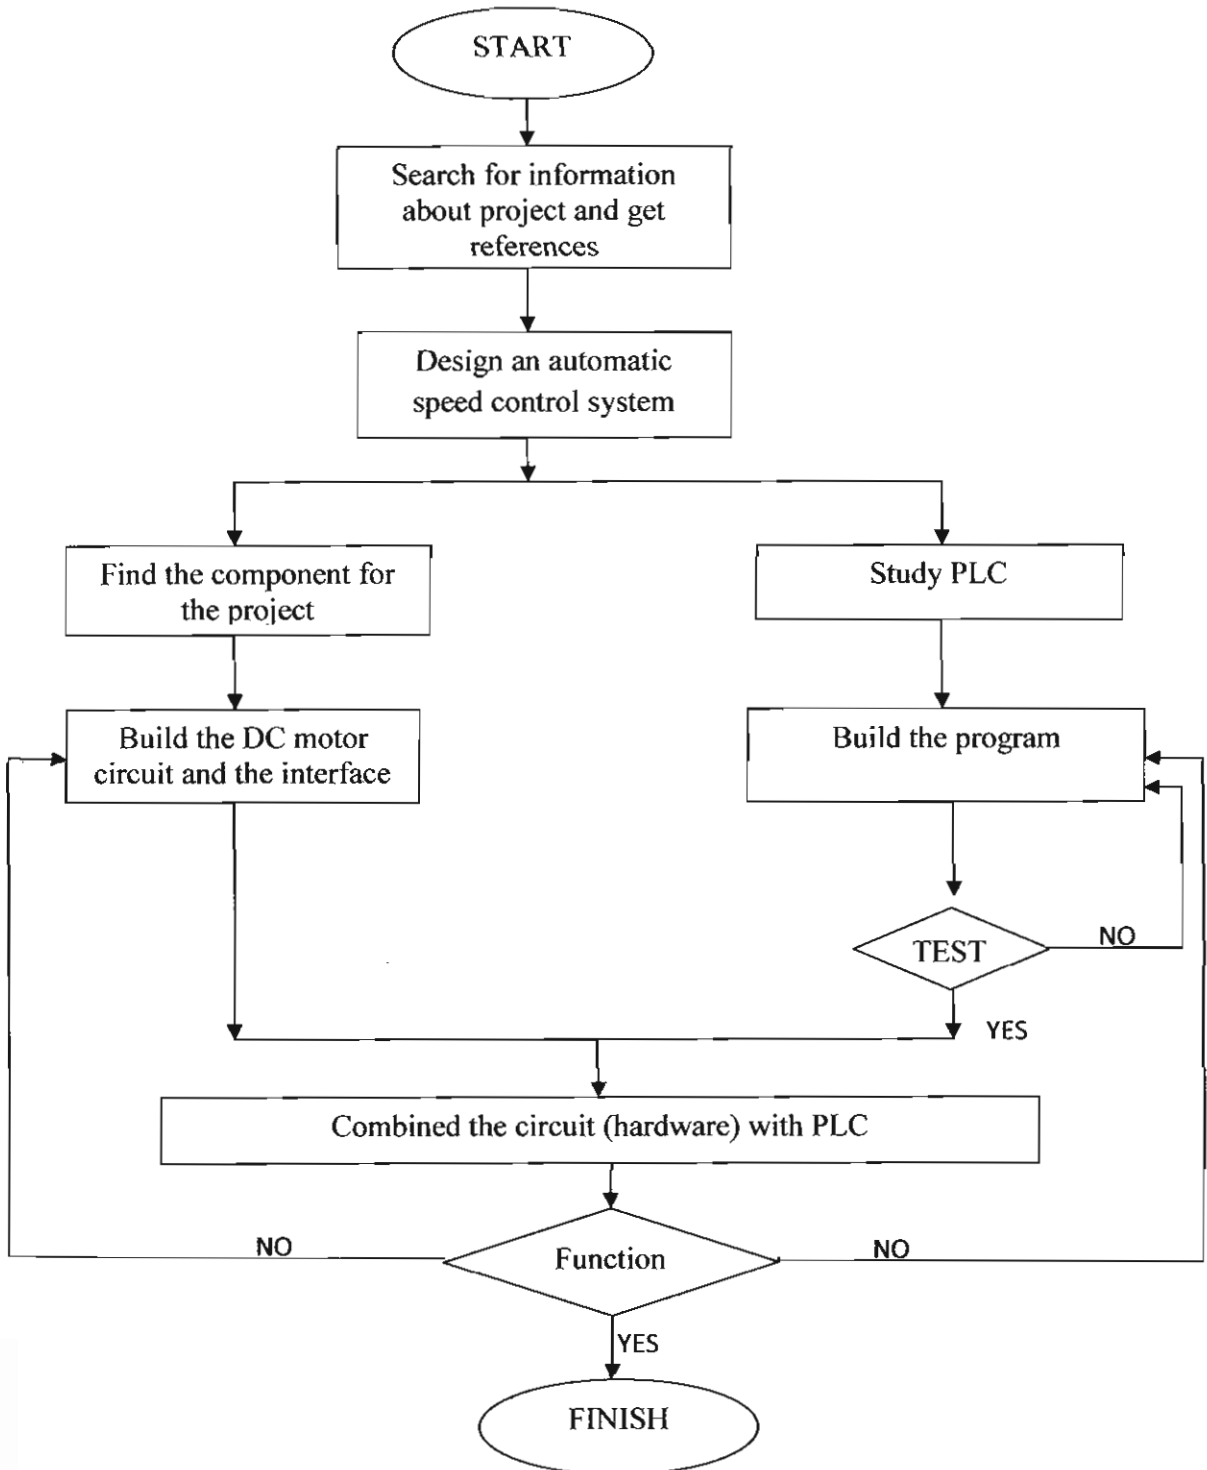 START
Search for information
about project and get
references
Design an automatic
speed control system
Find the component for
the project
Study PLC
Build the DC motor
circuit and the interface
Build the program
TEST
NO
YES
Combined the circuit (hardware) with PLC
NO
Function
NO
YES
FINISH